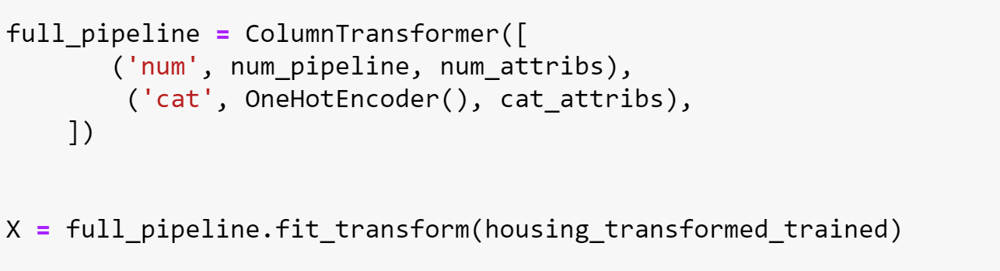 full_pipeline = ColumnTransformer([
('num', num_pipeline, num_attribs),
('cat', OneHotEncoder(), cat_attribs),
])
X = full_pipeline.fit_transform(housing_transformed_trained)